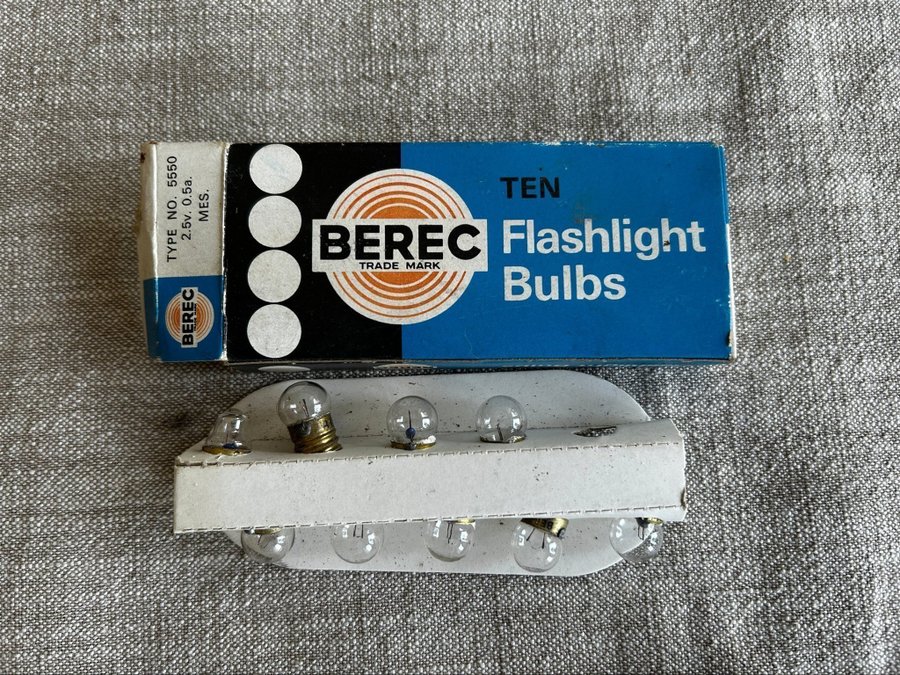 TYPE NO. 5550
2.5v. 0.5a.
MES.
BEREC
BEREC
TRADE MARK
TEN
Flashlight
Bulbs